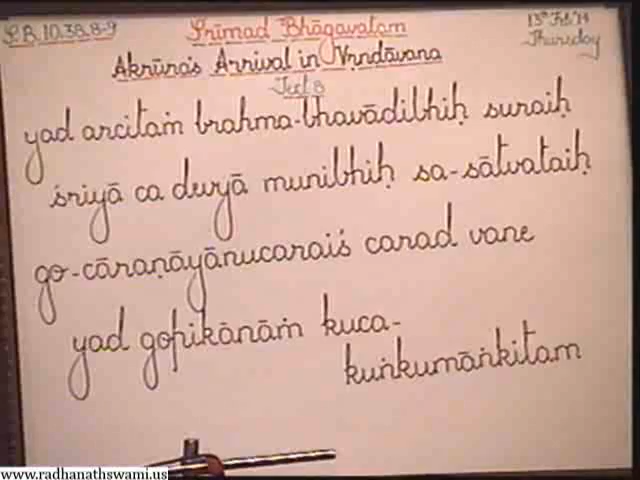 S.B. 10.38.8-9
Śrīmad Bhāgavatam
13th Feb'14
Thursday
Akrūra's Arrival in Vṛndāvana
Text 8
yad arcitaṁ brahma-bhavādibhiḥ suraiḥ
śriyā ca devyā munibhiḥ sa-sātvataiḥ
go-cāraṇāyānucaraiś carad vane
yad gopikānāṁ kuca-
kuṅkumāṅkitam
www.radhanathswami.us